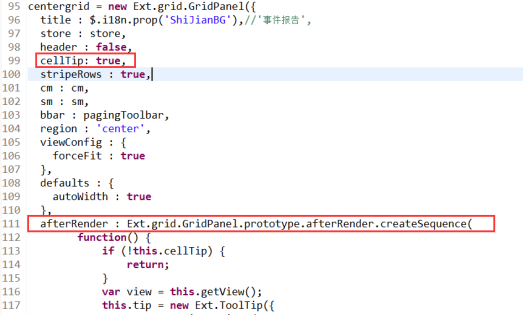 95 centergrid = new Ext.grid.GridPanel({
96 title : $.i18n.prop('ShiJianBG'),//'事件报告',
97 store : store,
98 header : false,
99 cellTip: true,
100 stripeRows : true,
101 cm : cm,
102 sm : sm,
103 bbar : pagingToolbar,
104 region : 'center',
105 viewConfig : {
106 forceFit : true
107 },
108 defaults : {
109 autoWidth : true
110 },
111 afterRender : Ext.grid.GridPanel.prototype.afterRender.createSequence(
112 function() {
113 if (!this.cellTip) {
114 return;
115 }
116 var view = this.getView();
117 this.tip = new Ext.ToolTip({